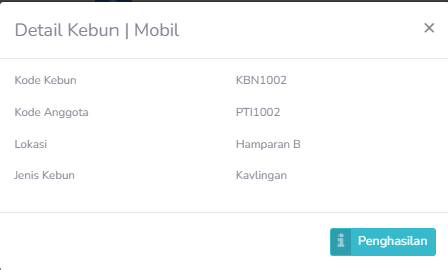 Detail Kebun | Mobil ×
Kode Kebun KBN1002
Kode Anggota PTI1002
Lokasi Hamparan B
Jenis Kebun Kavlingan
Penghasilan